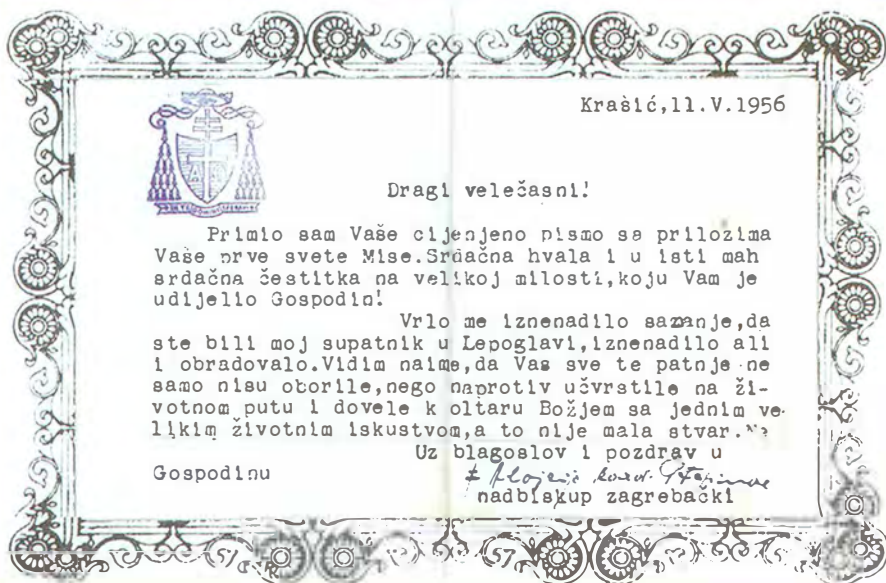 Krašić,11.V.1956
Dragi velečasni!
Primio sam Vaše cijenjeno pismo sa prilozima
Vaše prve svete Mise.Srdačna hvala i u isti mah
srdačna čestitka na velikoj milosti,koju Vam je
udijelio Gospodin!
Vrlo me iznenadilo saznanje,da
ste bili moj supatnik u Lepoglavi,iznenadilo ali
i obradovalo.Vidim naime,da Vas sve te patnje ne
samo nisu oborile,nego naprotiv učvrstile na ži-
votnom putu i dovele k oltaru Božjem sa jednim ve-
likim životnim iskustvom,a to nije mala stvar.
Uz blagoslov i pozdrav u
Gospodinu
Alojzije kard. Stepinac
nadbiskup zagrebački